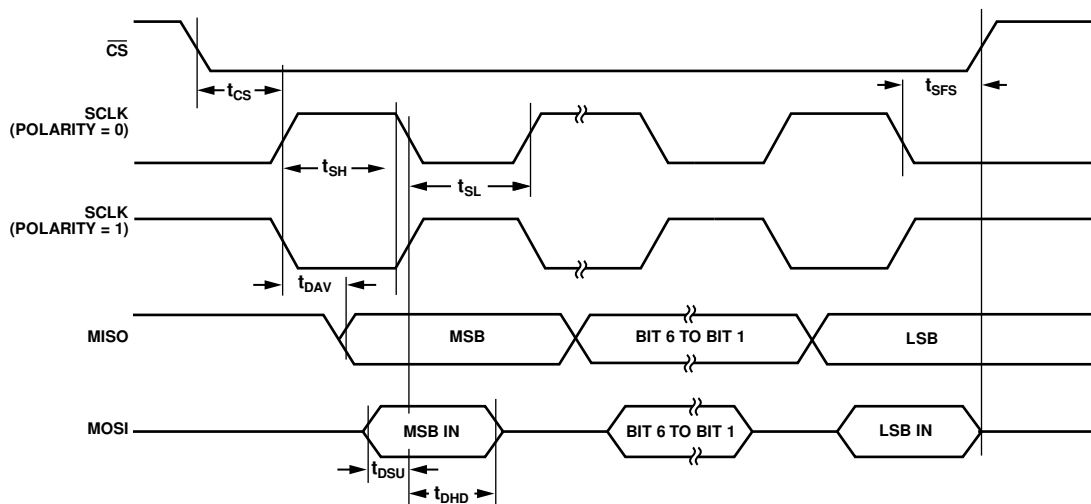 CS
tCS
tSFS
SCLK
(POLARITY = 0)
tSH
tSL
SCLK
(POLARITY = 1)
tDAV
MISO
MSB
BIT 6 TO BIT 1
LSB
MOSI
MSB IN
BIT 6 TO BIT 1
LSB IN
tDSU
tDHD